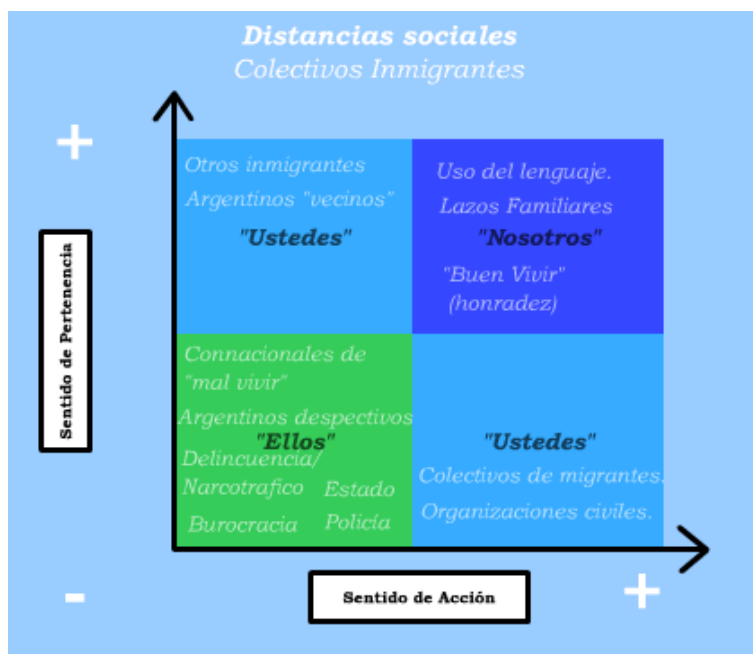 Distancias sociales
Colectivos Inmigrantes
+
Sentido de Pertenencia
Otros inmigrantes
Argentinos "vecinos"
"Ustedes"
Uso del lenguaje.
Lazos Familiares
"Nosotros"
"Buen Vivir"
(honradez)
Connacionales de
"mal vivir"
Argentinos despectivos
"Ellos"
Delincuencia/
Narcotrafico
Estado
Burocracia
Policía
"Ustedes"
Colectivos de migrantes.
Organizaciones civiles.
-
Sentido de Acción
+